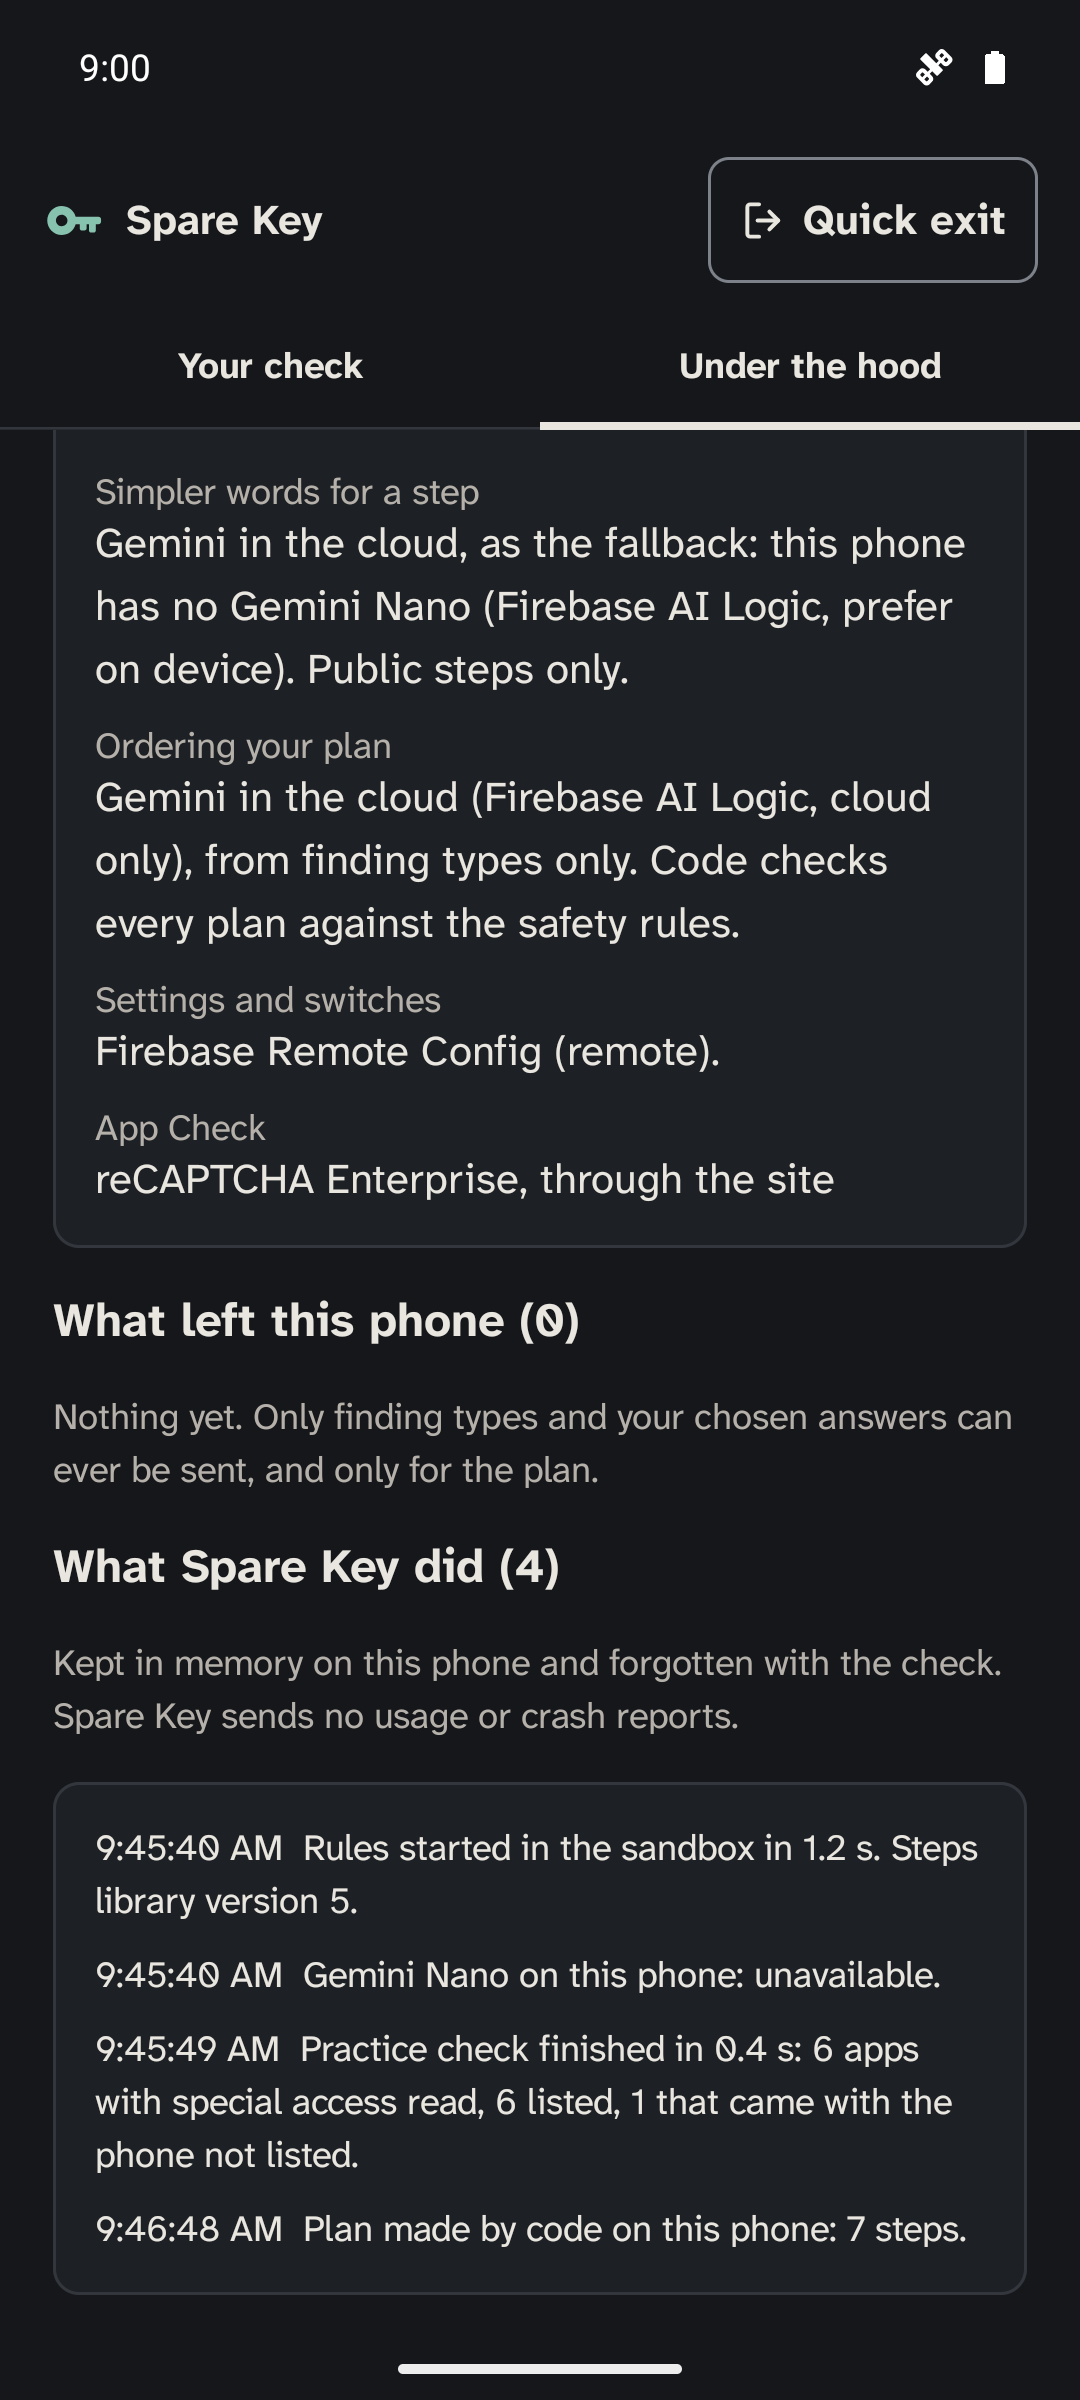 9:00
Spare Key
Quick exit
Your check
Under the hood
Simpler words for a step
Gemini in the cloud, as the fallback: this phone
has no Gemini Nano (Firebase AI Logic, prefer
on device). Public steps only.
Ordering your plan
Gemini in the cloud (Firebase AI Logic, cloud
only), from finding types only. Code checks
every plan against the safety rules.
Settings and switches
Firebase Remote Config (remote).
App Check
reCAPTCHA Enterprise, through the site
What left this phone (0)
Nothing yet. Only finding types and your chosen answers can
ever be sent, and only for the plan.
What Spare Key did (4)
Kept in memory on this phone and forgotten with the check.
Spare Key sends no usage or crash reports.
9:45:40 AM Rules started in the sandbox in 1.2 s. Steps
library version 5.
9:45:40 AM Gemini Nano on this phone: unavailable.
9:45:49 AM Practice check finished in 0.4 s: 6 apps
with special access read, 6 listed, 1 that came with the
phone not listed.
9:46:48 AM Plan made by code on this phone: 7 steps.